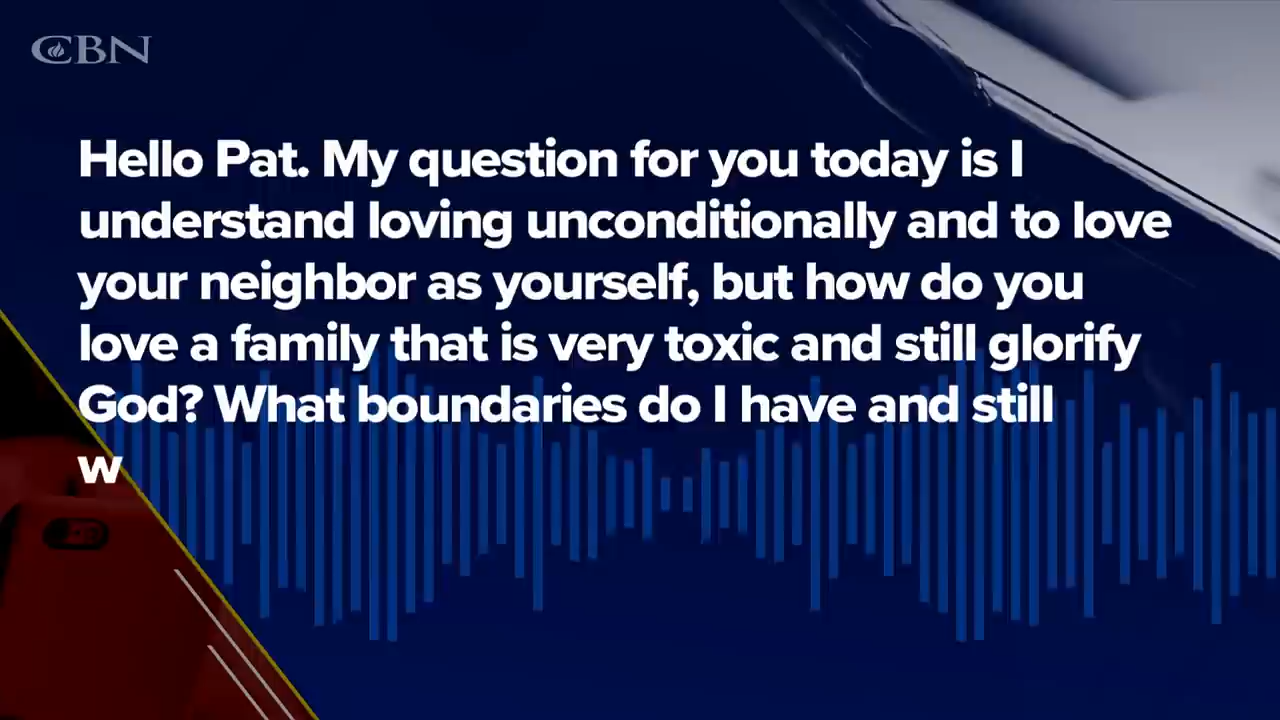 CBN
Hello Pat. My question for you today is I
understand loving unconditionally and to love
your neighbor as yourself, but how do you
love a family that is very toxic and still glorify
God? What boundaries do I have and still
w